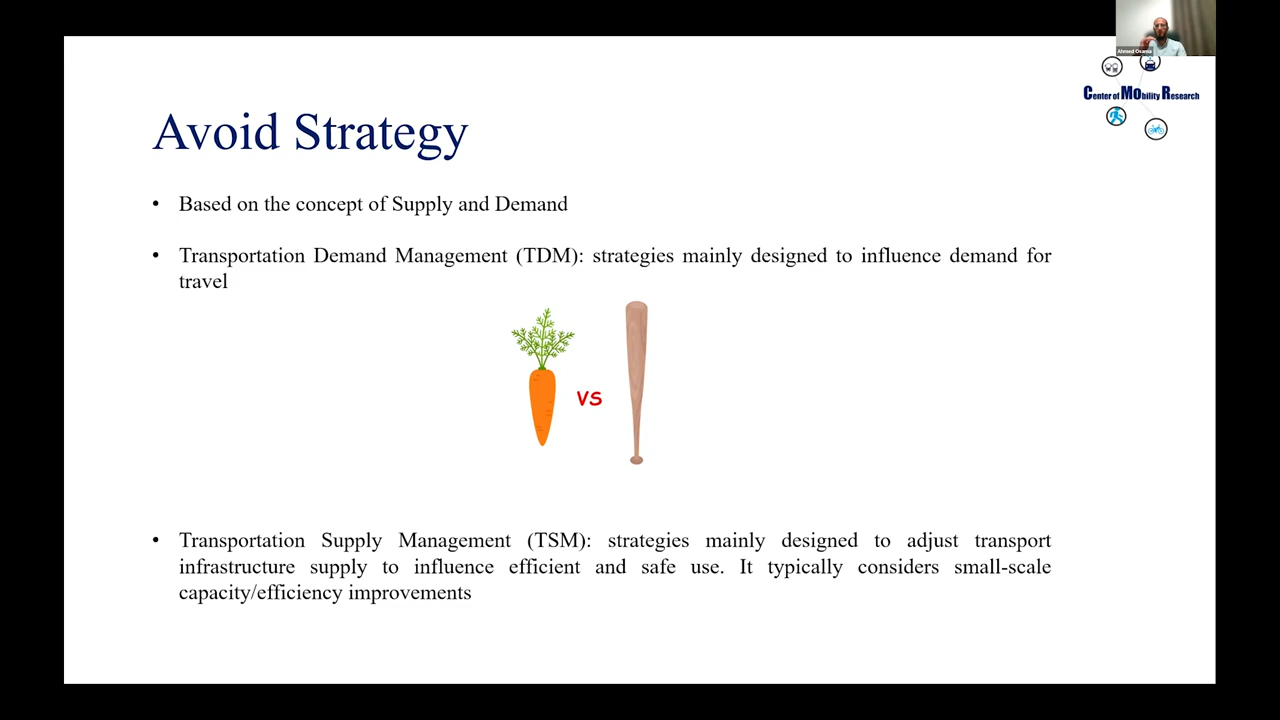 Ahmed Osama
Center of MObility Research
Avoid Strategy
• Based on the concept of Supply and Demand
• Transportation Demand Management (TDM): strategies mainly designed to influence demand for
travel
VS
• Transportation Supply Management (TSM): strategies mainly designed to adjust transport
infrastructure supply to influence efficient and safe use. It typically considers small-scale
capacity/efficiency improvements